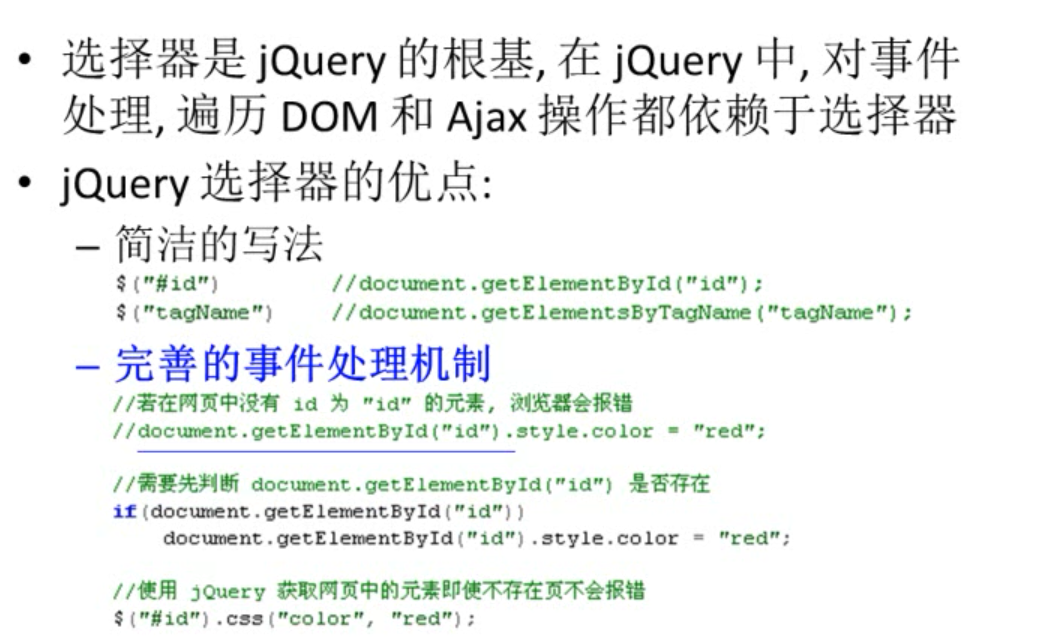 • 选择器是 jQuery 的根基, 在 jQuery 中, 对事件
处理, 遍历 DOM 和 Ajax 操作都依赖于选择器
• jQuery 选择器的优点:
– 简洁的写法
$("#id")          //document.getElementById("id");
$("tagName")     //document.getElementsByTagName("tagName");
– 完善的事件处理机制
//若在网页中没有 id 为 "id" 的元素, 浏览器会报错
//document.getElementById("id").style.color = "red";
//需要先判断 document.getElementById("id") 是否存在
if(document.getElementById("id"))
    document.getElementById("id").style.color = "red";
//使用 jQuery 获取网页中的元素即使不存在页不会报错
$("#id").css("color", "red");